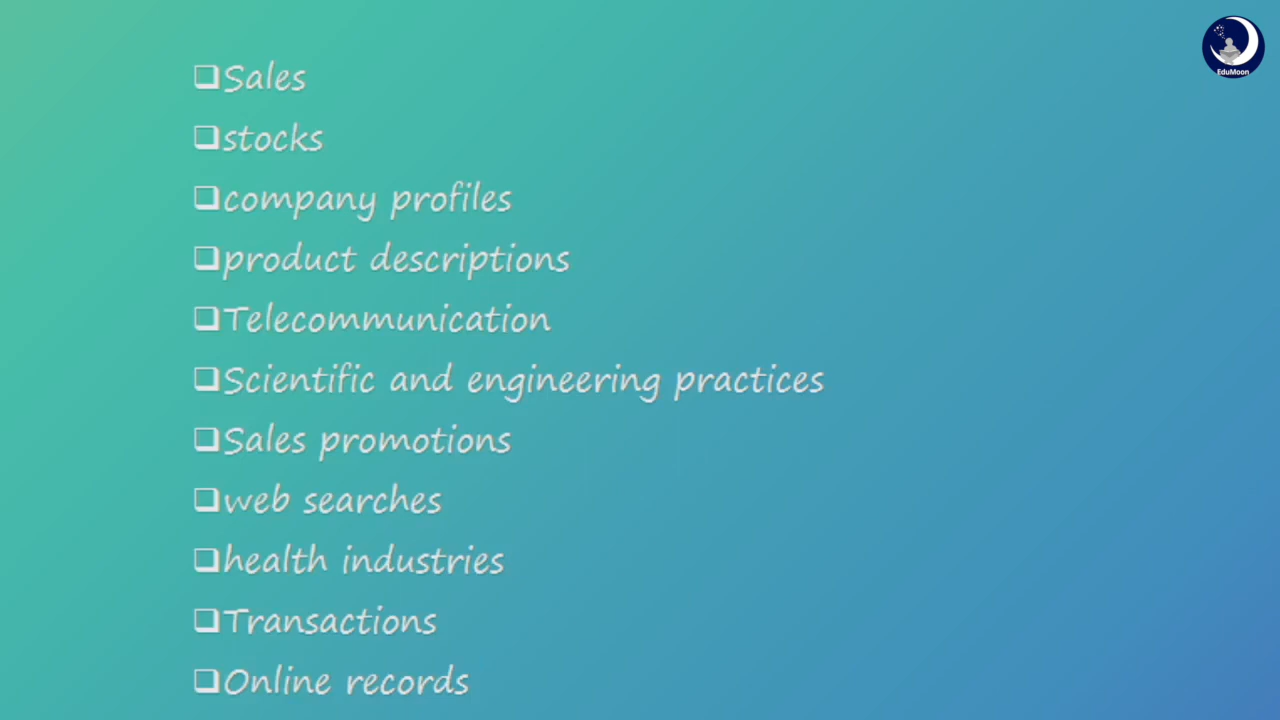 ❑Sales
❑stocks
❑company profiles
❑product descriptions
❑Telecommunication
❑Scientific and engineering practices
❑Sales promotions
❑web searches
❑health industries
❑Transactions
❑Online records
EduMoon